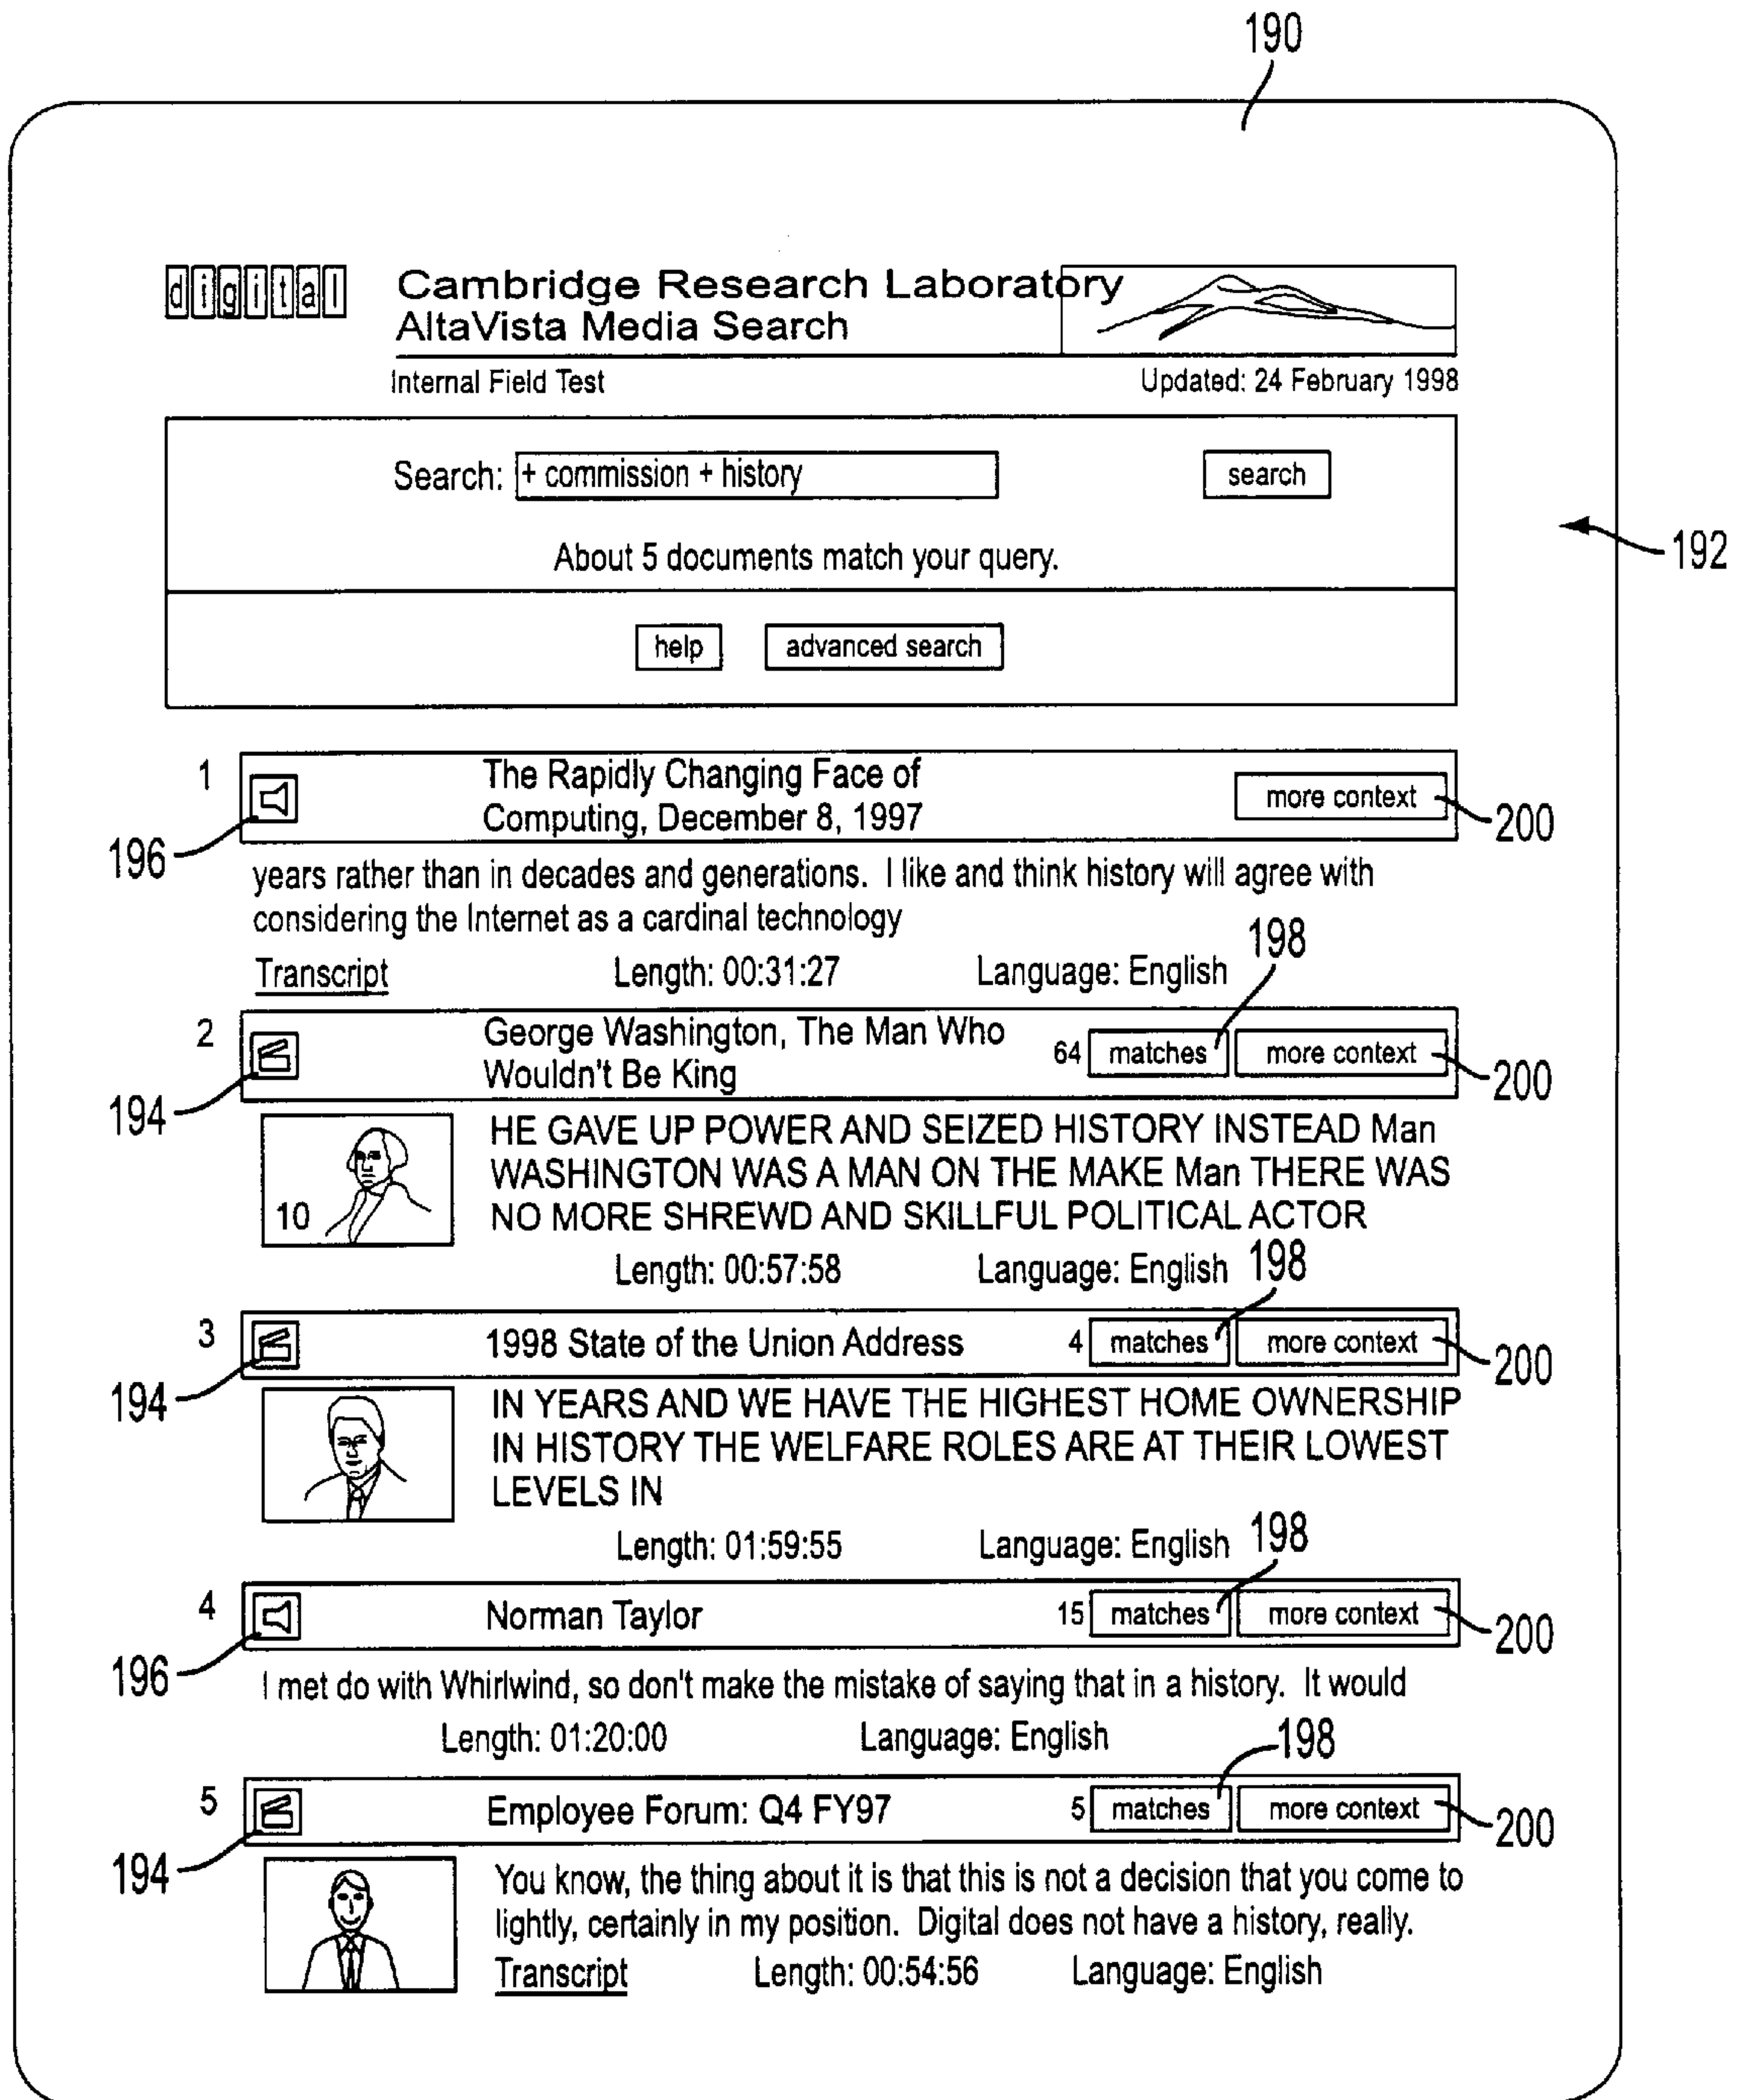 190
digital
Cambridge Research Laboratory
AltaVista Media Search
Internal Field Test Updated: 24 February 1998
Search: + commission + history search
192
About 5 documents match your query.
help advanced search
1 The Rapidly Changing Face of
Computing, December 8, 1997 more context 200
196
years rather than in decades and generations. I like and think history will agree with
considering the Internet as a cardinal technology
198
Transcript Length: 00:31:27 Language: English
2 George Washington, The Man Who
Wouldn't Be King 64 matches more context 200
194
HE GAVE UP POWER AND SEIZED HISTORY INSTEAD Man
WASHINGTON WAS A MAN ON THE MAKE Man THERE WAS
10 NO MORE SHREWD AND SKILLFUL POLITICAL ACTOR
Length: 00:57:58 Language: English 198
3 1998 State of the Union Address 4 matches more context 200
194
IN YEARS AND WE HAVE THE HIGHEST HOME OWNERSHIP
IN HISTORY THE WELFARE ROLES ARE AT THEIR LOWEST
LEVELS IN
Length: 01:59:55 Language: English 198
4 Norman Taylor 15 matches more context 200
196
I met do with Whirlwind, so don't make the mistake of saying that in a history. It would
Length: 01:20:00 Language: English 198
5 Employee Forum: Q4 FY97 5 matches more context 200
194
You know, the thing about it is that this is not a decision that you come to
lightly, certainly in my position. Digital does not have a history, really.
Transcript Length: 00:54:56 Language: English